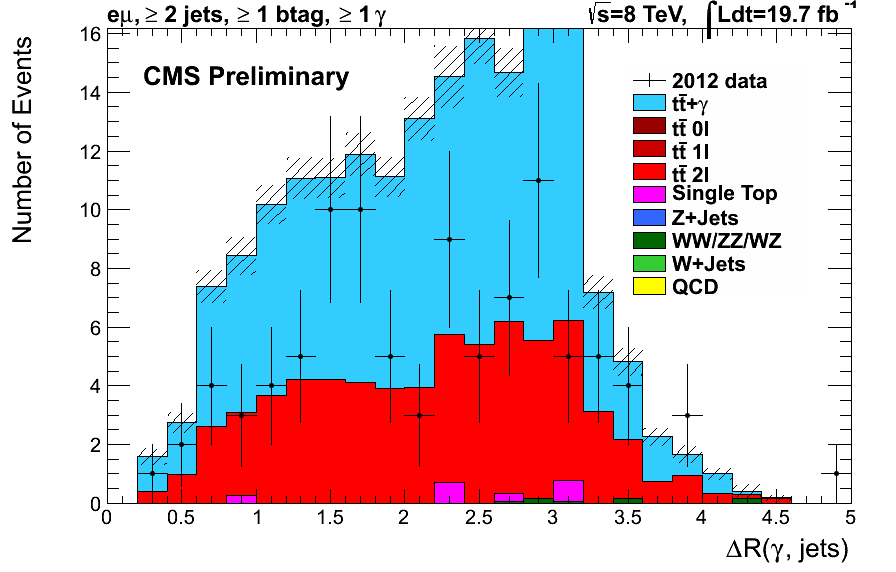 eμ, ≥ 2 jets, ≥ 1 btag, ≥ 1 γ
√s=8 TeV, ∫Ldt=19.7 fb⁻¹
Number of Events
CMS Preliminary
2012 data
tt̄+γ
tt̄ 0l
tt̄ 1l
tt̄ 2l
Single Top
Z+Jets
WW/ZZ/WZ
W+Jets
QCD
16
14
12
10
8
6
4
2
0
0 0.5 1 1.5 2 2.5 3 3.5 4 4.5 5
ΔR(γ, jets)